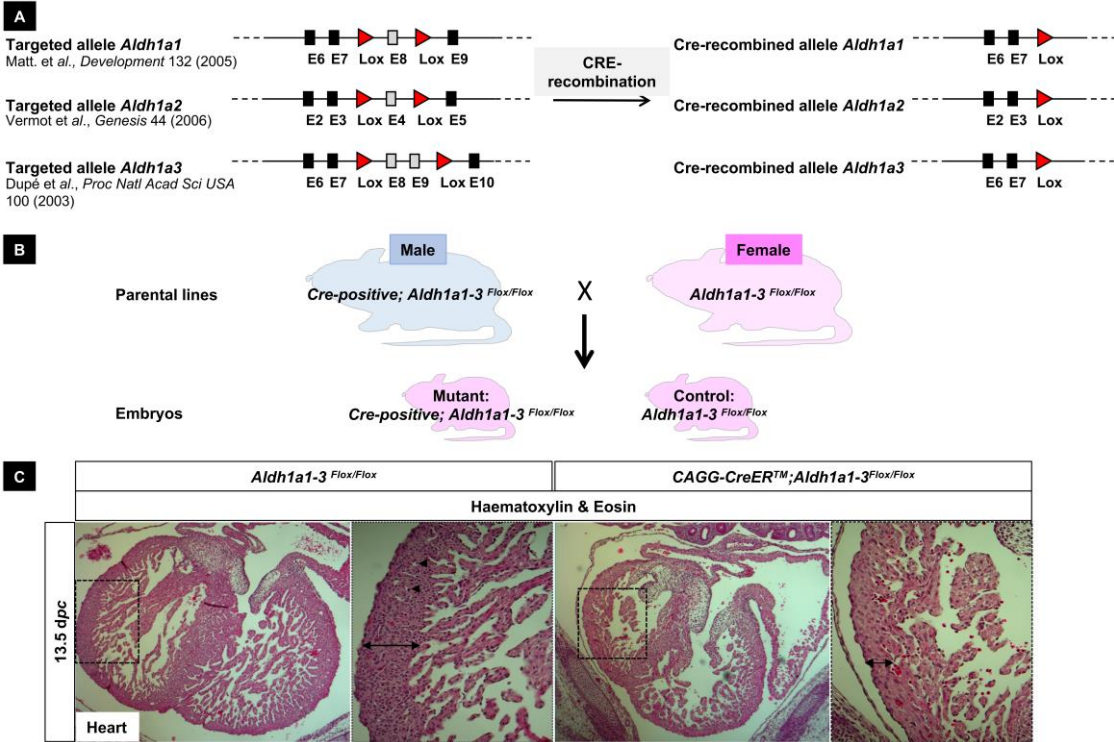 A
Targeted allele Aldh1a1
Matt. et al., Development 132 (2005)
E6 E7 Lox E8 Lox E9
CRE-
recombination
Cre-recombined allele Aldh1a1
E6 E7 Lox
Targeted allele Aldh1a2
Vermot et al., Genesis 44 (2006)
E2 E3 Lox E4 Lox E5
Cre-recombined allele Aldh1a2
E2 E3 Lox
Targeted allele Aldh1a3
Dupé et al., Proc Natl Acad Sci USA
100 (2003)
E6 E7 Lox E8 E9 Lox E10
Cre-recombined allele Aldh1a3
E6 E7 Lox
B
Male
Female
Parental lines
Cre-positive; Aldh1a1-3 Flox/Flox
X
Aldh1a1-3 Flox/Flox
Embryos
Mutant:
Cre-positive; Aldh1a1-3 Flox/Flox
Control:
Aldh1a1-3 Flox/Flox
C
Aldh1a1-3 Flox/Flox
CAGG-CreER™;Aldh1a1-3Flox/Flox
Haematoxylin & Eosin
13.5 dpc
Heart